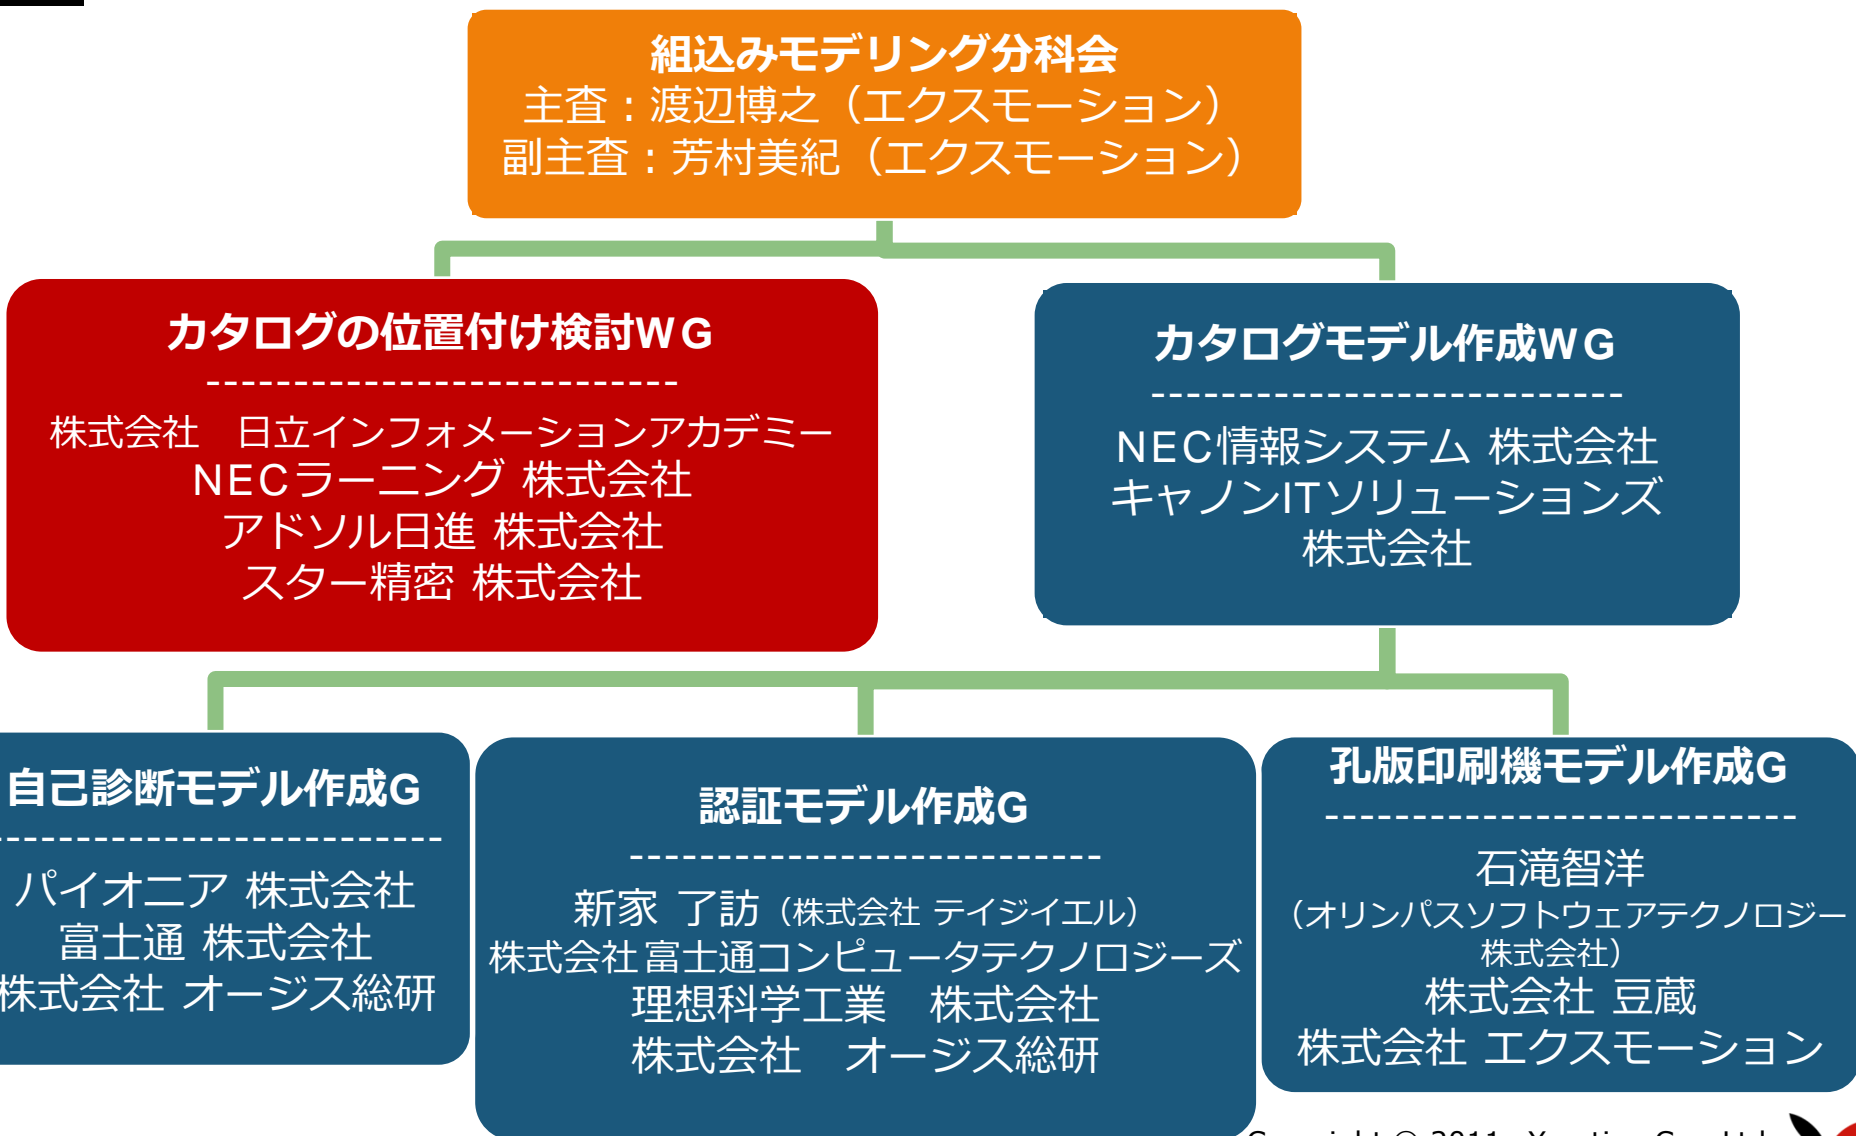 組込みモデリング分科会
主査：渡辺博之（エクスモーション）
副主査：芳村美紀（エクスモーション）
カタログの位置付け検討WG
---------------------------
株式会社　日立インフォメーションアカデミー
NECラーニング 株式会社
アドソル日進 株式会社
スター精密 株式会社
カタログモデル作成WG
---------------------------
NEC情報システム 株式会社
キャノンITソリューションズ
株式会社
自己診断モデル作成G
--------------------------
パイオニア 株式会社
富士通 株式会社
株式会社 オージス総研
認証モデル作成G
---------------------------
新家 了訪（株式会社 テイジイエル）
株式会社 富士通コンピュータテクノロジーズ
理想科学工業　株式会社
株式会社　オージス総研
孔版印刷機モデル作成G
---------------------------
石滝智洋
（オリンパスソフトウェアテクノロジー
株式会社）
株式会社 豆蔵
株式会社 エクスモーション